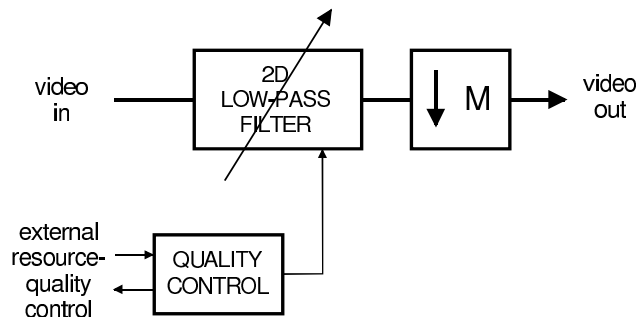 video
in
2D
LOW-PASS
FILTER
M
video
out
external
resource-
quality
control
QUALITY
CONTROL